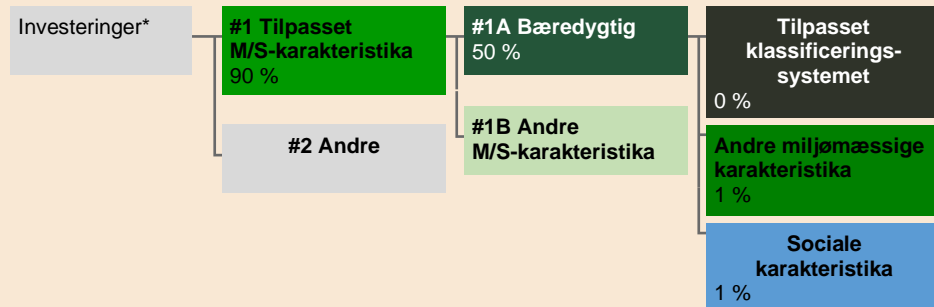 Investeringer*
#1 Tilpasset
M/S-karakteristika
90 %
#2 Andre
#1A Bæredygtig
50 %
#1B Andre
M/S-karakteristika
Tilpasset
klassificerings-
systemet
0 %
Andre miljømæssige
karakteristika
1 %
Sociale
karakteristika
1 %